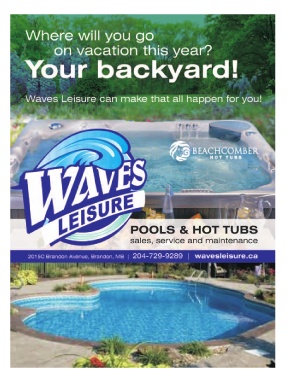 Where will you go
on vacation this year?
Your backyard!
Waves Leisure can make that all happen for you!
BEACHCOMBER
HOT TUBS
WAVES
LEISURE
POOLS & HOT TUBS
sales, service and maintenance
2015C Brandon Avenue, Brandon, MB | 204-729-9289 | wavesleisure.ca